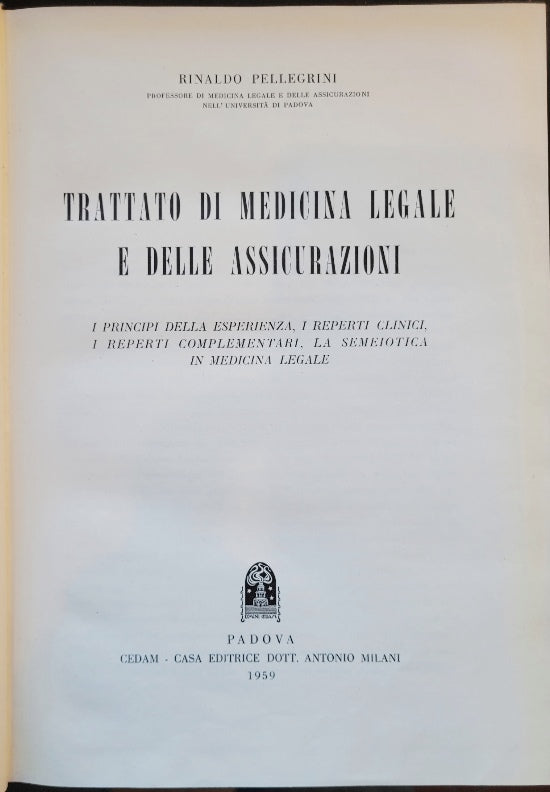 RINALDO PELLEGRINI
PROFESSORE DI MEDICINA LEGALE E DELLE ASSICURAZIONI
NELL'UNIVERSITÀ DI PADOVA
TRATTATO DI MEDICINA LEGALE
E DELLE ASSICURAZIONI
I PRINCIPI DELLA ESPERIENZA, I REPERTI CLINICI,
I REPERTI COMPLEMENTARI, LA SEMEIOTICA
IN MEDICINA LEGALE
PADOVA
CEDAM - CASA EDITRICE DOTT. ANTONIO MILANI
1959